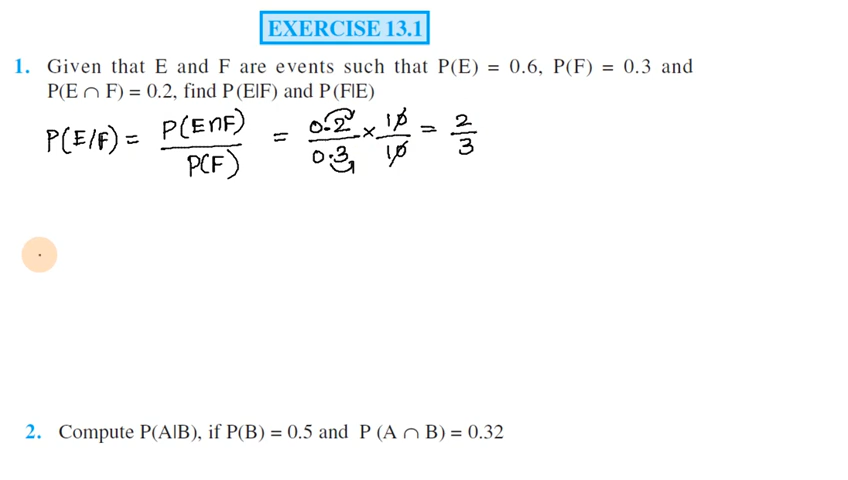 EXERCISE 13.1
1. Given that E and F are events such that P(E) = 0.6, P(F) = 0.3 and
P(E ∩ F) = 0.2, find P(E|F) and P(F|E)
P(E/F) = P(E∩F) / P(F) = 0.2 / 0.3 × 10 / 10 = 2 / 3
2. Compute P(A|B), if P(B) = 0.5 and P (A ∩ B) = 0.32